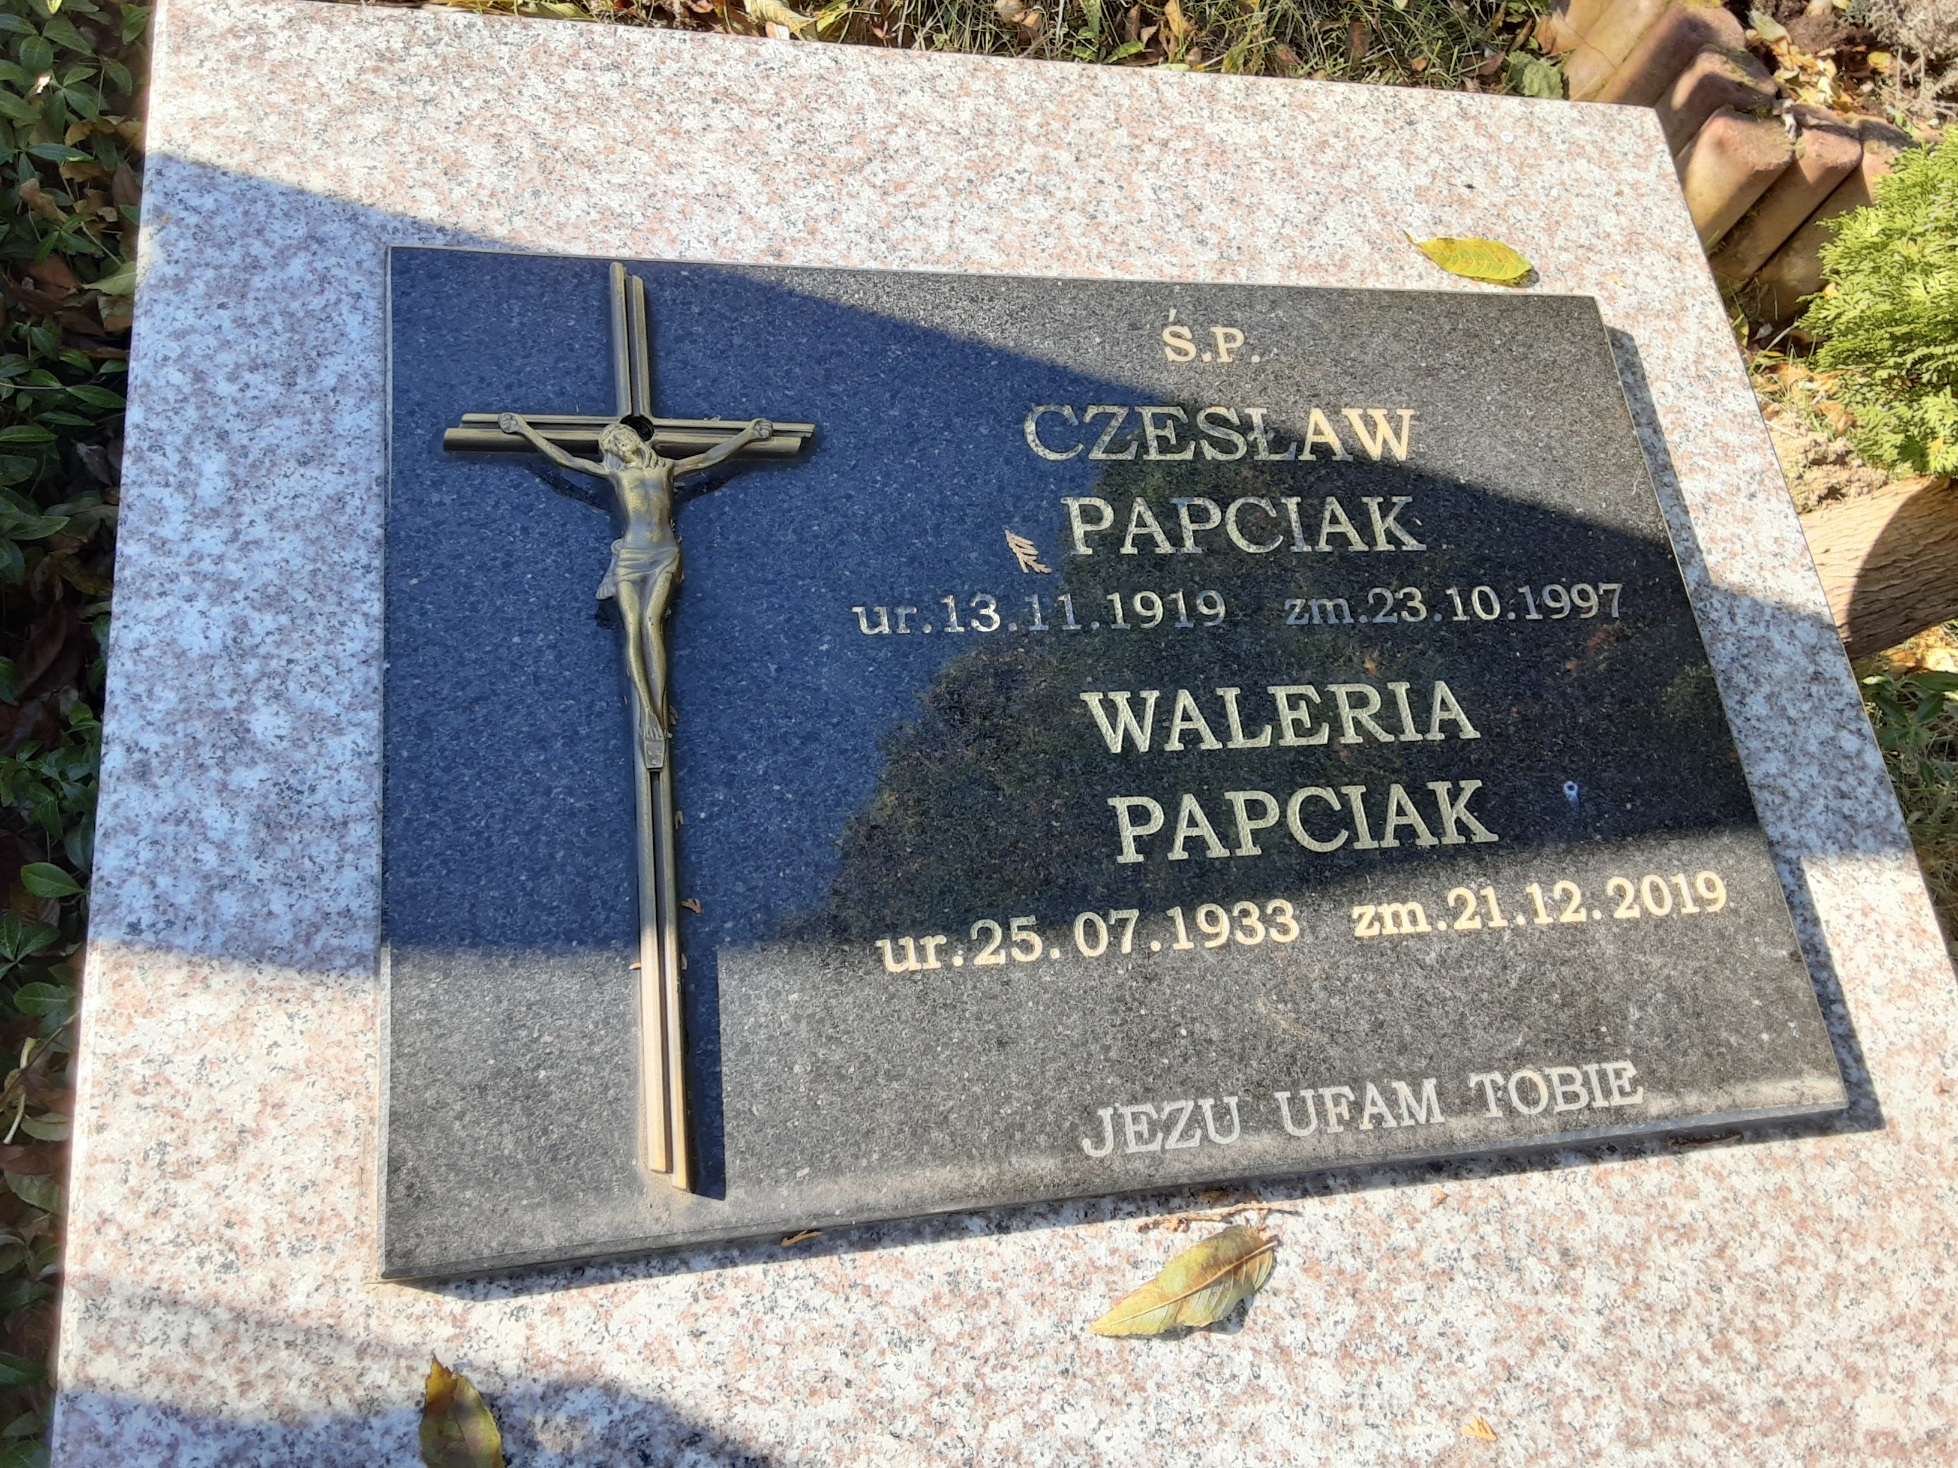 Ś.P.
CZESŁAW
PAPCIAK
ur.13.11.1919 zm.23.10.1997
WALERIA
PAPCIAK
ur.25.07.1933 zm.21.12.2019
JEZU UFAM TOBIE